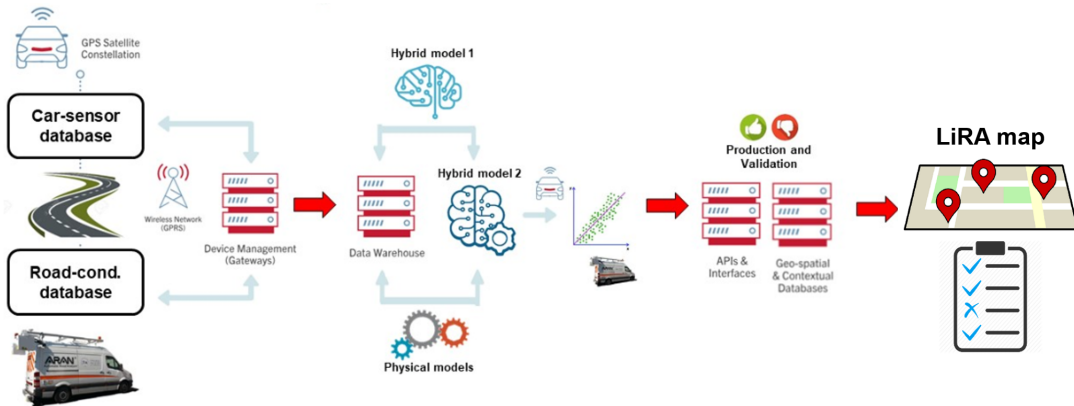 GPS Satellite
Constellation
Car-sensor
database
Wireless Network
(GPRS)
Road-cond.
database
ARAN
Device Management
(Gateways)
Hybrid model 1
Hybrid model 2
Data Warehouse
Physical models
y
x
Production and
Validation
APIs &
Interfaces
Geo-spatial
& Contextual
Databases
LiRA map